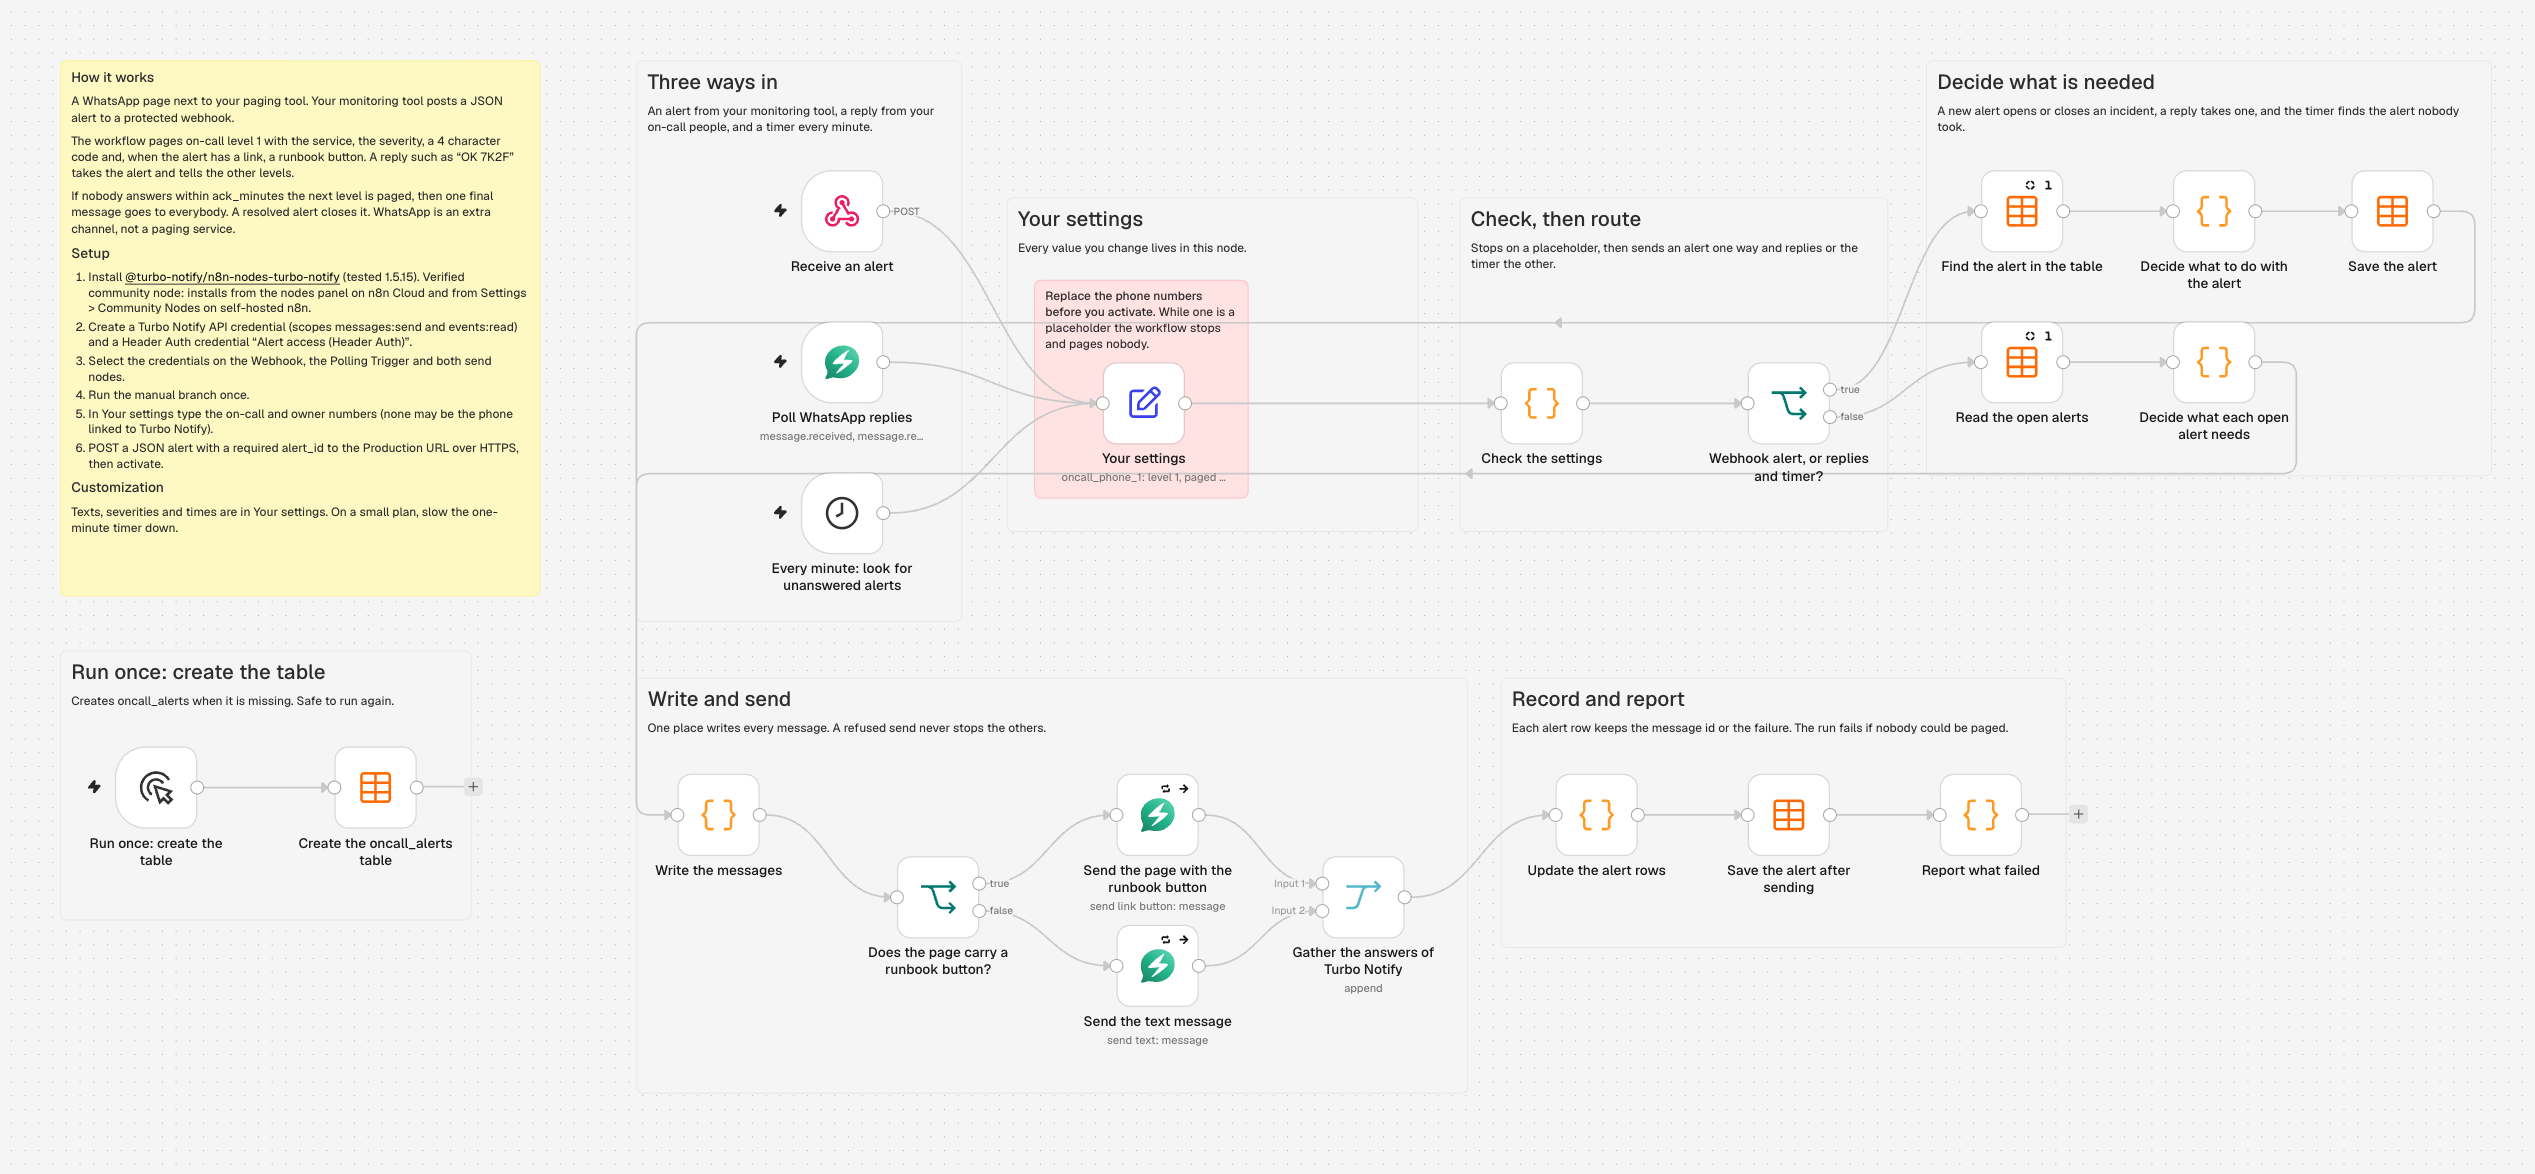 How it works
A WhatsApp page next to your paging tool. Your monitoring tool posts a JSON
alert to a protected webhook.
The workflow pages on-call level 1 with the service, the severity, a 4 character
code and, when the alert has a link, a runbook button. A reply such as “OK 7K2F”
takes the alert and tells the other levels.
If nobody answers within ack_minutes the next level is paged, then one final
message goes to everybody. A resolved alert closes it. WhatsApp is an extra
channel, not a paging service.
Setup
1. Install @turbo-notify/n8n-nodes-turbo-notify (tested 1.5.15). Verified
community node: installs from the nodes panel on n8n Cloud and from Settings
> Community Nodes on self-hosted n8n.
2. Create a Turbo Notify API credential (scopes messages:send and events:read)
and a Header Auth credential “Alert access (Header Auth)”.
3. Select the credentials on the Webhook, the Polling Trigger and both send
nodes.
4. Run the manual branch once.
5. In Your settings type the on-call and owner numbers (none may be the phone
linked to Turbo Notify).
6. POST a JSON alert with a required alert_id to the Production URL over HTTPS,
then activate.
Customization
Texts, severities and times are in Your settings. On a small plan, slow the one-
minute timer down.
Three ways in
An alert from your monitoring tool, a reply from your
on-call people, and a timer every minute.
POST
Receive an alert
Poll WhatsApp replies
message.received, message.re...
Every minute: look for
unanswered alerts
Your settings
Every value you change lives in this node.
Replace the phone numbers
before you activate. While one is a
placeholder the workflow stops
and pages nobody.
Your settings
oncall_phone_1: level 1, paged ...
Check, then route
Stops on a placeholder, then sends an alert one way and replies or the
timer the other.
Check the settings
true
false
Webhook alert, or replies
and timer?
Decide what is needed
A new alert opens or closes an incident, a reply takes one, and the timer finds the alert nobody
took.
1
Find the alert in the table
Decide what to do with
the alert
Save the alert
1
Read the open alerts
Decide what each open
alert needs
Run once: create the table
Creates oncall_alerts when it is missing. Safe to run again.
Run once: create the
table
Create the oncall_alerts
table
Write and send
One place writes every message. A refused send never stops the others.
Write the messages
true
false
Does the page carry a
runbook button?
Send the page with the
runbook button
send link button: message
Send the text message
send text: message
Input 1
Input 2
Gather the answers of
Turbo Notify
append
Record and report
Each alert row keeps the message id or the failure. The run fails if nobody could be paged.
Update the alert rows
Save the alert after
sending
Report what failed